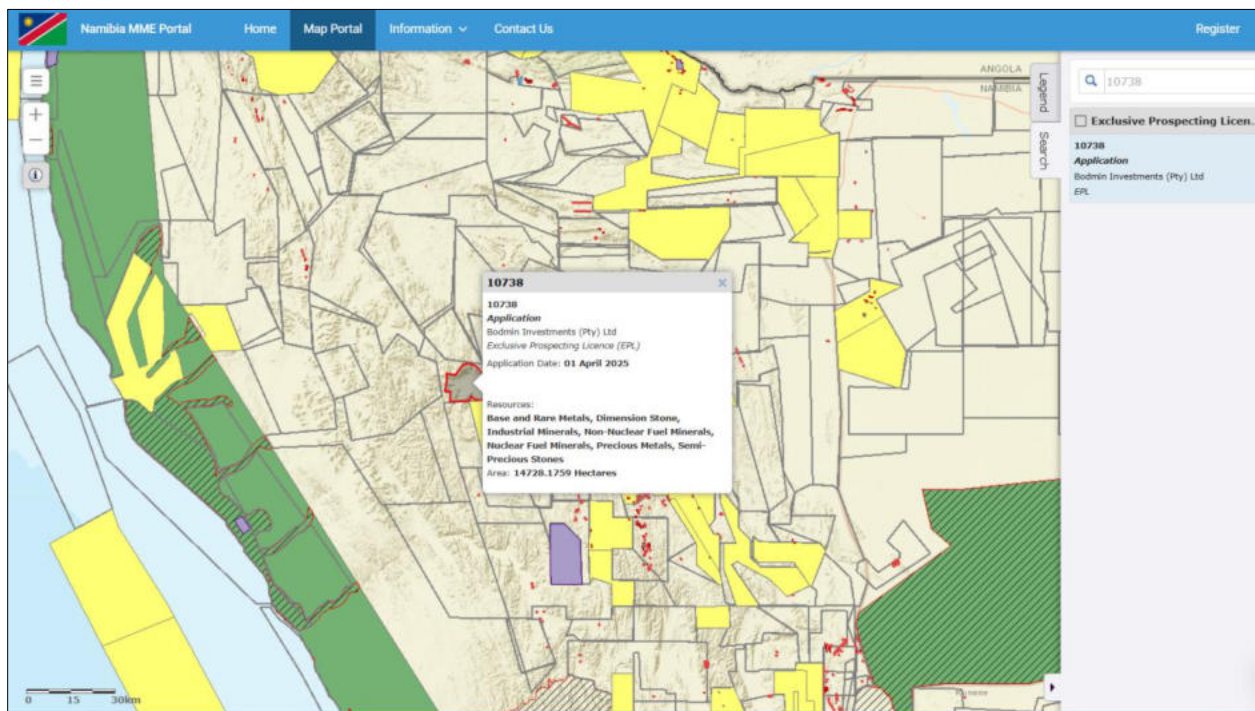 Namibia MME Portal
Home
Map Portal
Information
Contact Us
Register
ANGOLA
NAMIBIA
Legend
Search
10738
Exclusive Prospecting Licen..
10738
Application
Bodmin Investments (Pty) Ltd
EPL
10738
10738
Application
Bodmin Investments (Pty) Ltd
Exclusive Prospecting Licence (EPL)
Application Date: 01 April 2025
Resources:
Base and Rare Metals, Dimension Stone,
Industrial Minerals, Non-Nuclear Fuel Minerals,
Nuclear Fuel Minerals, Precious Metals, Semi-
Precious Stones
Area: 14728.1759 Hectares
0 15 30km
Kunene